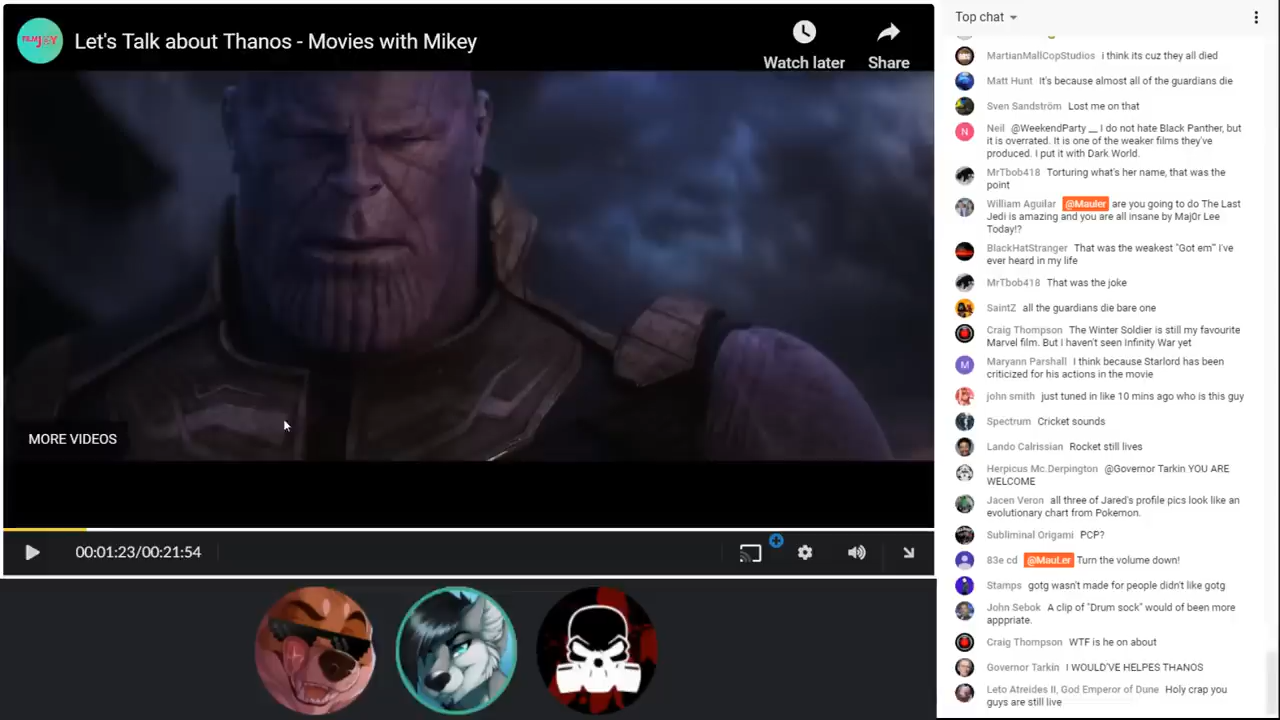 FILMJOY
Let's Talk about Thanos - Movies with Mikey
Watch later
Share
MORE VIDEOS
00:01:23/00:21:54
Top chat
MartianMallCopStudios i think its cuz they all died
Matt Hunt It's because almost all of the guardians die
Sven Sandström Lost me on that
N
Neil @WeekendParty __ I do not hate Black Panther, but
it is overrated. It is one of the weaker films they've
produced. I put it with Dark World.
MrTbob418 Torturing what's her name, that was the
point
William Aguilar @Mauler are you going to do The Last
Jedi is amazing and you are all insane by Maj0r Lee
Today!?
BlackHatStranger That was the weakest "Got em'" I've
ever heard in my life
MrTbob418 That was the joke
SaintZ all the guardians die bare one
Craig Thompson The Winter Soldier is still my favourite
Marvel film. But I haven't seen Infinity War yet
M
Maryann Parshall I think because Starlord has been
criticized for his actions in the movie
john smith just tuned in like 10 mins ago who is this guy
Spectrum Cricket sounds
Lando Calrissian Rocket still lives
Herpicus Mc.Derpington @Governor Tarkin YOU ARE
WELCOME
Jacen Veron all three of Jared's profile pics look like an
evolutionary chart from Pokemon.
Subliminal Origami PCP?
83e cd @MauLer Turn the volume down!
Stamps gotg wasn't made for people didn't like gotg
John Sebok A clip of "Drum sock" would of been more
apppriate.
Craig Thompson WTF is he on about
Governor Tarkin I WOULD'VE HELPES THANOS
Leto Atreides II, God Emperor of Dune Holy crap you
guys are still live